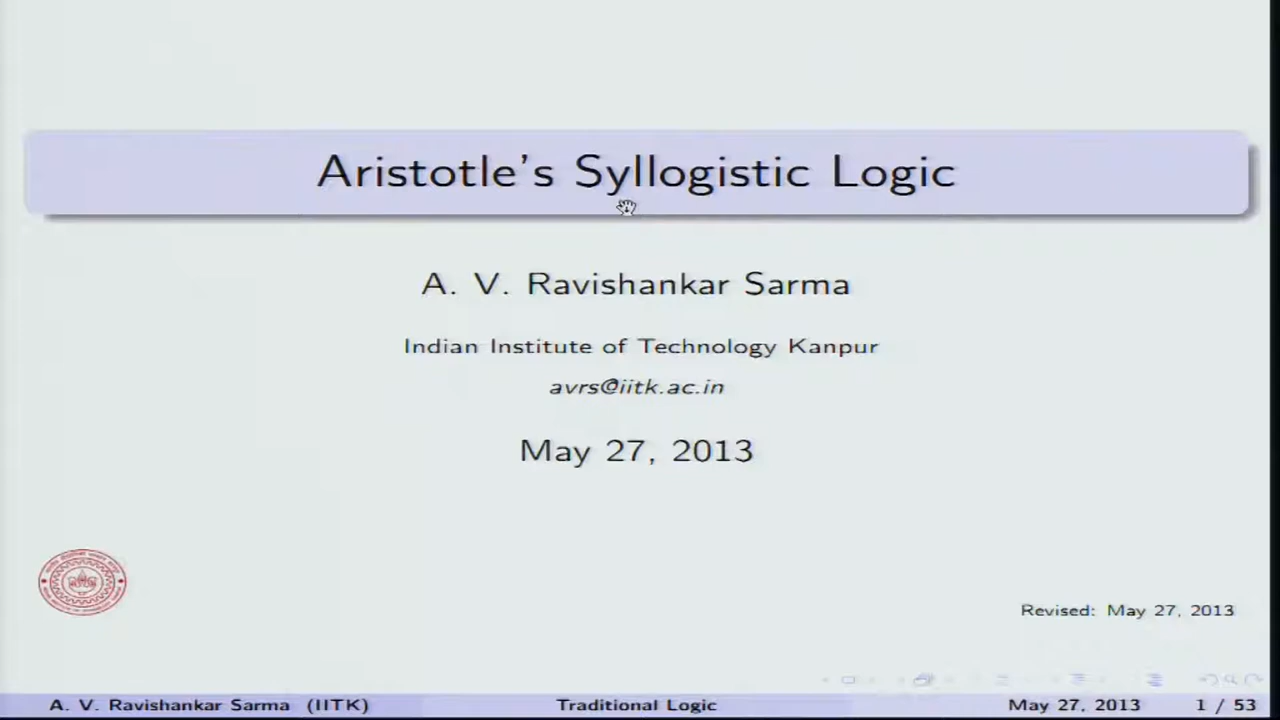 Aristotle's Syllogistic Logic
A. V. Ravishankar Sarma
Indian Institute of Technology Kanpur
avrs@iitk.ac.in
May 27, 2013
Revised: May 27, 2013
A. V. Ravishankar Sarma (IITK) Traditional Logic May 27, 2013 1 / 53